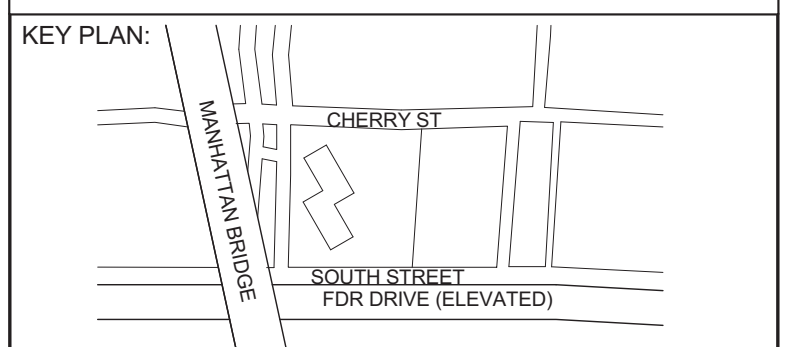 KEY PLAN:
CHERRY ST
MANHATTAN BRIDGE
SOUTH STREET
FDR DRIVE (ELEVATED)